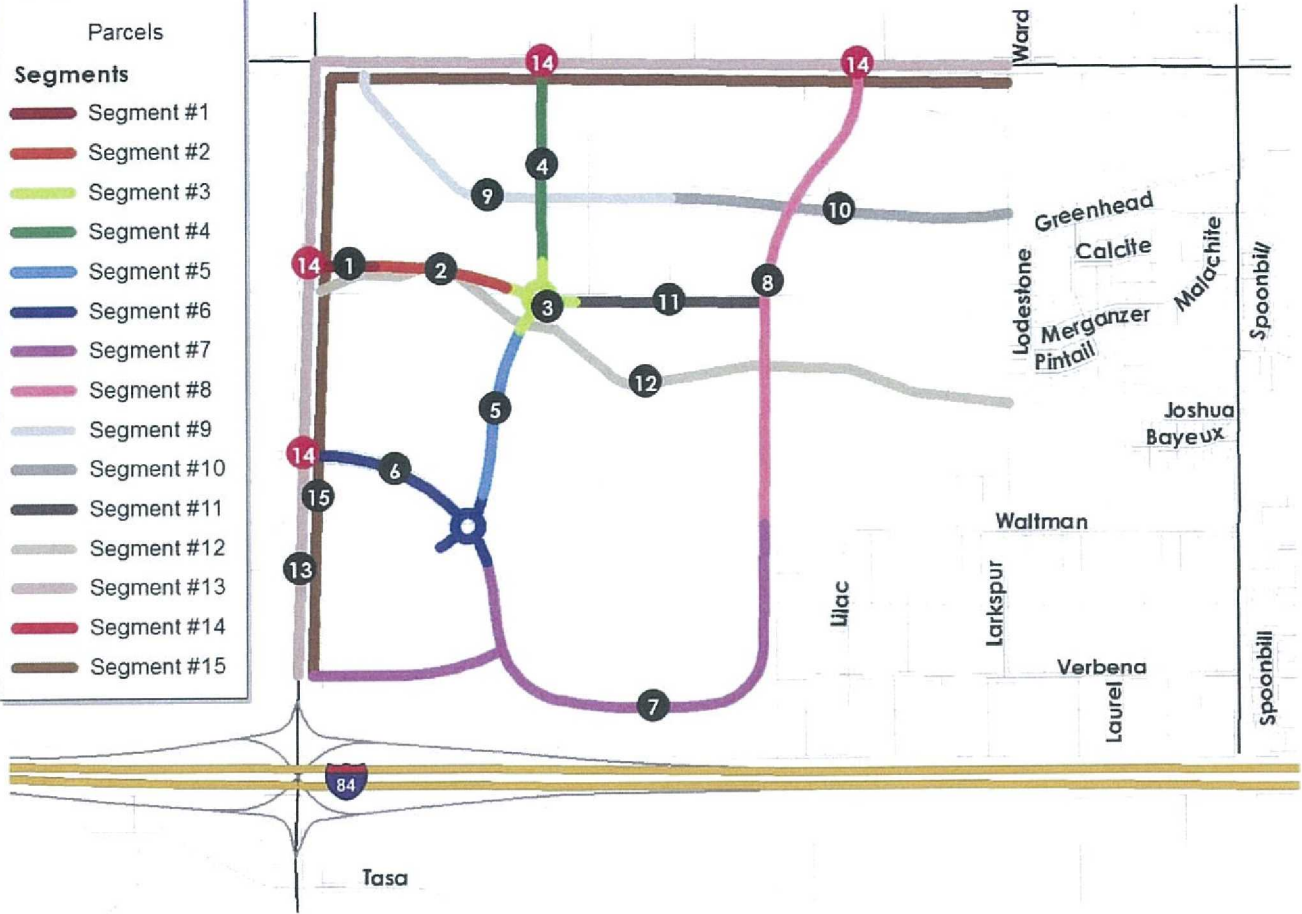 Parcels
Segments
Segment #1
Segment #2
Segment #3
Segment #4
Segment #5
Segment #6
Segment #7
Segment #8
Segment #9
Segment #10
Segment #11
Segment #12
Segment #13
Segment #14
Segment #15
14
14
Ward
4
9
10
Greenhead
Calcite
Malachite
Spoonbill
Lodestone
14
1
2
3
11
8
Merganzer
Pintail
12
5
Joshua
Bayeux
14
6
15
Waltman
13
Lilac
Larkspur
Verbena
Laurel
Spoonbill
7
84
Tasa